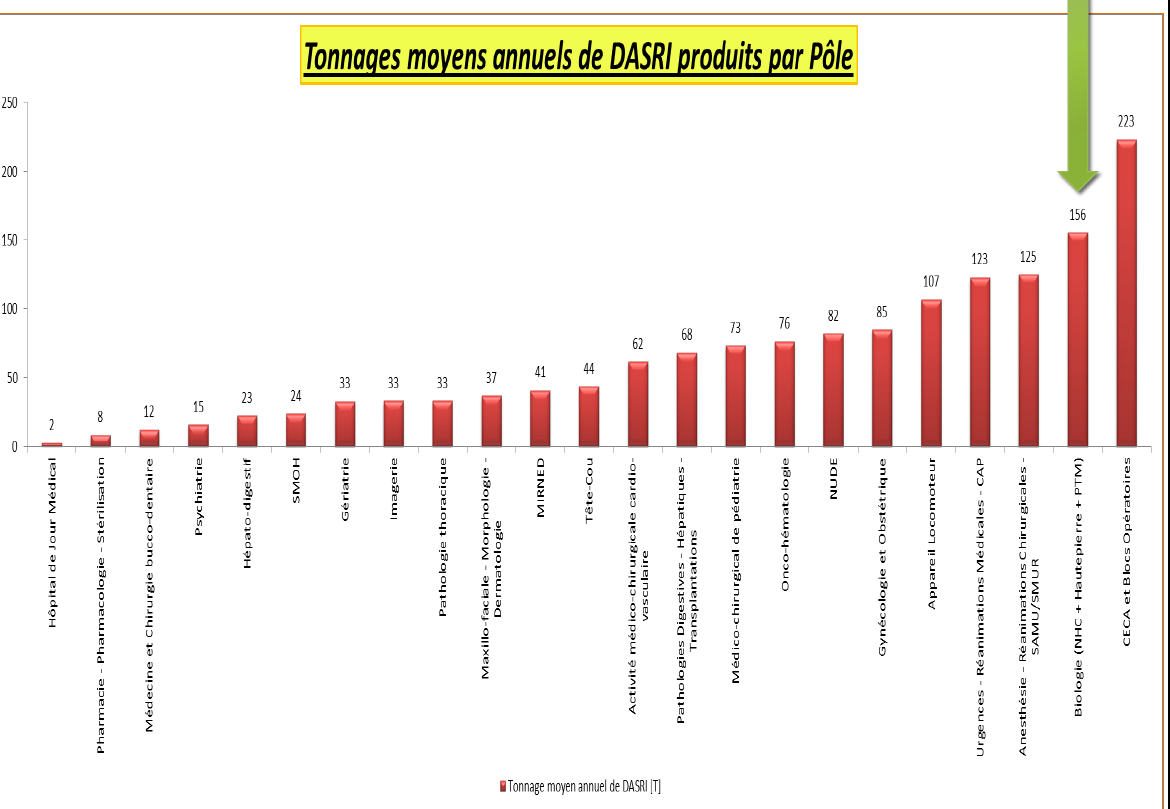 Tonnages moyens annuels de DASRI produits par Pôle
250
200
150
100
50
0
2
8
12
15
23
24
33
33
33
37
41
44
62
68
73
76
82
85
107
123
125
156
223
Hôpital de Jour Médical
Pharmacie - Pharmacologie - Stérilisation
Médecine et Chirurgie bucco-dentaire
Psychiatrie
Hépato-digestif
SMOH
Gériatrie
Imagerie
Pathologie thoracique
Maxillo-faciale - Morphologie -
Dermatologie
MIRNED
Tête-Cou
Activité médico-chirurgicale cardio-
vasculaire
Pathologies Digestives - Hépatiques -
Transplantations
Médico-chirurgical de pédiatrie
Onco-hématologie
NUDE
Gynécologie et Obstétrique
Appareil Locomoteur
Urgences - Réanimations Médicales - CAP
Anesthésie - Réanimations Chirurgicales -
SAMU/SMUR
Biologie (NHC + Hautepierre + PTM)
CECA et Blocs Opératoires
Tonnage moyen annuel de DASRI [T]